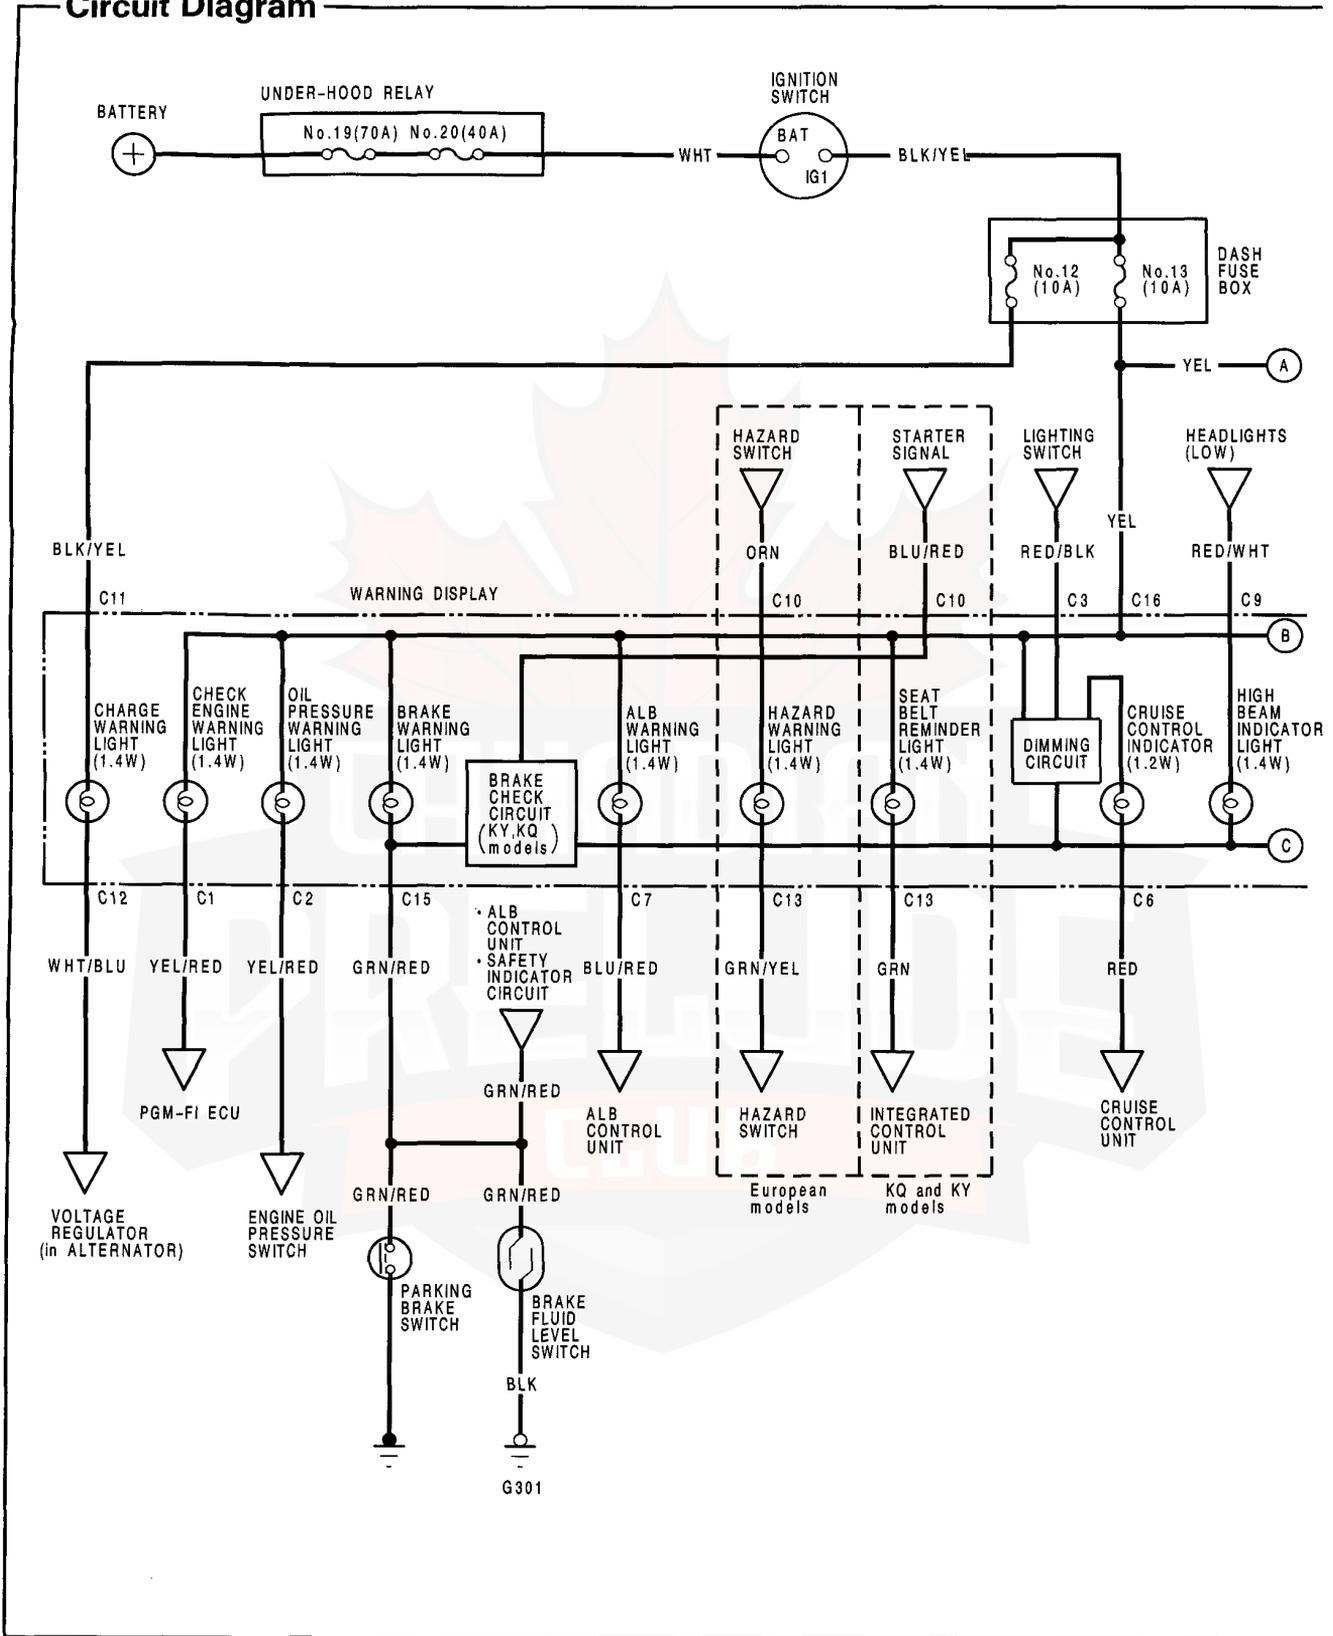 Circuit Diagram
IGNITION
SWITCH
UNDER-HOOD RELAY
BATTERY
No.19(70A) No.20(40A)
BAT
WHT
BLK/YEL
IG1
DASH
FUSE
BOX
No.12
(10A)
No.13
(10A)
YEL
A
HAZARD
SWITCH
STARTER
SIGNAL
LIGHTING
SWITCH
HEADLIGHTS
(LOW)
YEL
BLK/YEL
ORN
BLU/RED
RED/BLK
RED/WHT
C11
WARNING DISPLAY
C10
C10
C3
C16
C9
B
CHARGE
WARNING
LIGHT
(1.4W)
CHECK
ENGINE
WARNING
LIGHT
(1.4W)
OIL
PRESSURE
WARNING
LIGHT
(1.4W)
BRAKE
WARNING
LIGHT
(1.4W)
BRAKE
CHECK
CIRCUIT
(KY,KQ
models)
ALB
WARNING
LIGHT
(1.4W)
HAZARD
WARNING
LIGHT
(1.4W)
SEAT
BELT
REMINDER
LIGHT
(1.4W)
DIMMING
CIRCUIT
CRUISE
CONTROL
INDICATOR
(1.2W)
HIGH
BEAM
INDICATOR
LIGHT
(1.4W)
C
C12
C1
C2
C15
C7
C13
C13
C6
• ALB
CONTROL
UNIT
• SAFETY
INDICATOR
CIRCUIT
WHT/BLU
YEL/RED
YEL/RED
GRN/RED
BLU/RED
GRN/YEL
GRN
RED
GRN/RED
PGM-FI ECU
ALB
CONTROL
UNIT
HAZARD
SWITCH
INTEGRATED
CONTROL
UNIT
CRUISE
CONTROL
UNIT
GRN/RED
GRN/RED
European
models
KQ and KY
models
VOLTAGE
REGULATOR
(in ALTERNATOR)
ENGINE OIL
PRESSURE
SWITCH
PARKING
BRAKE
SWITCH
BRAKE
FLUID
LEVEL
SWITCH
BLK
G301
CANADIAN
PRELUDE
CLUB